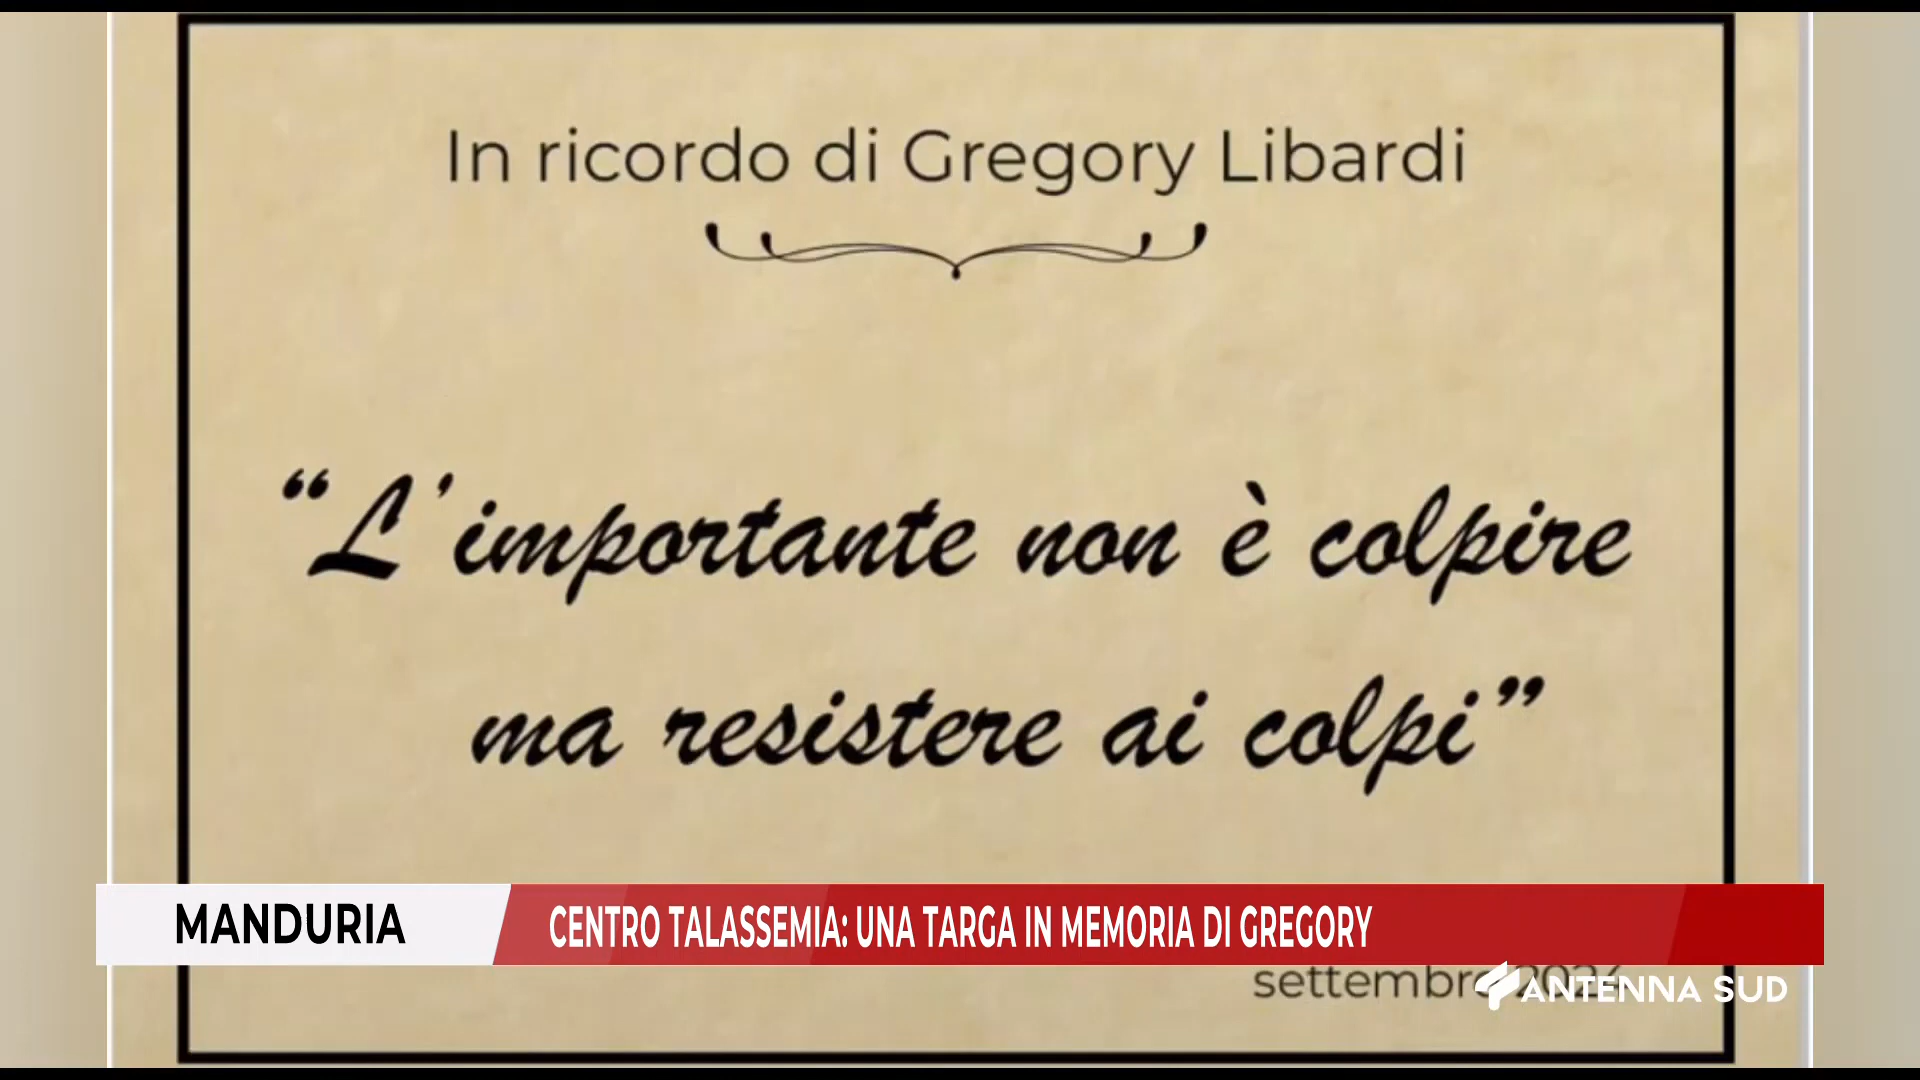 In ricordo di Gregory Libardi
“L'importante non è colpire
ma resistere ai colpi”
MANDURIA
CENTRO TALASSEMIA: UNA TARGA IN MEMORIA DI GREGORY
settembre
ANTENNA SUD